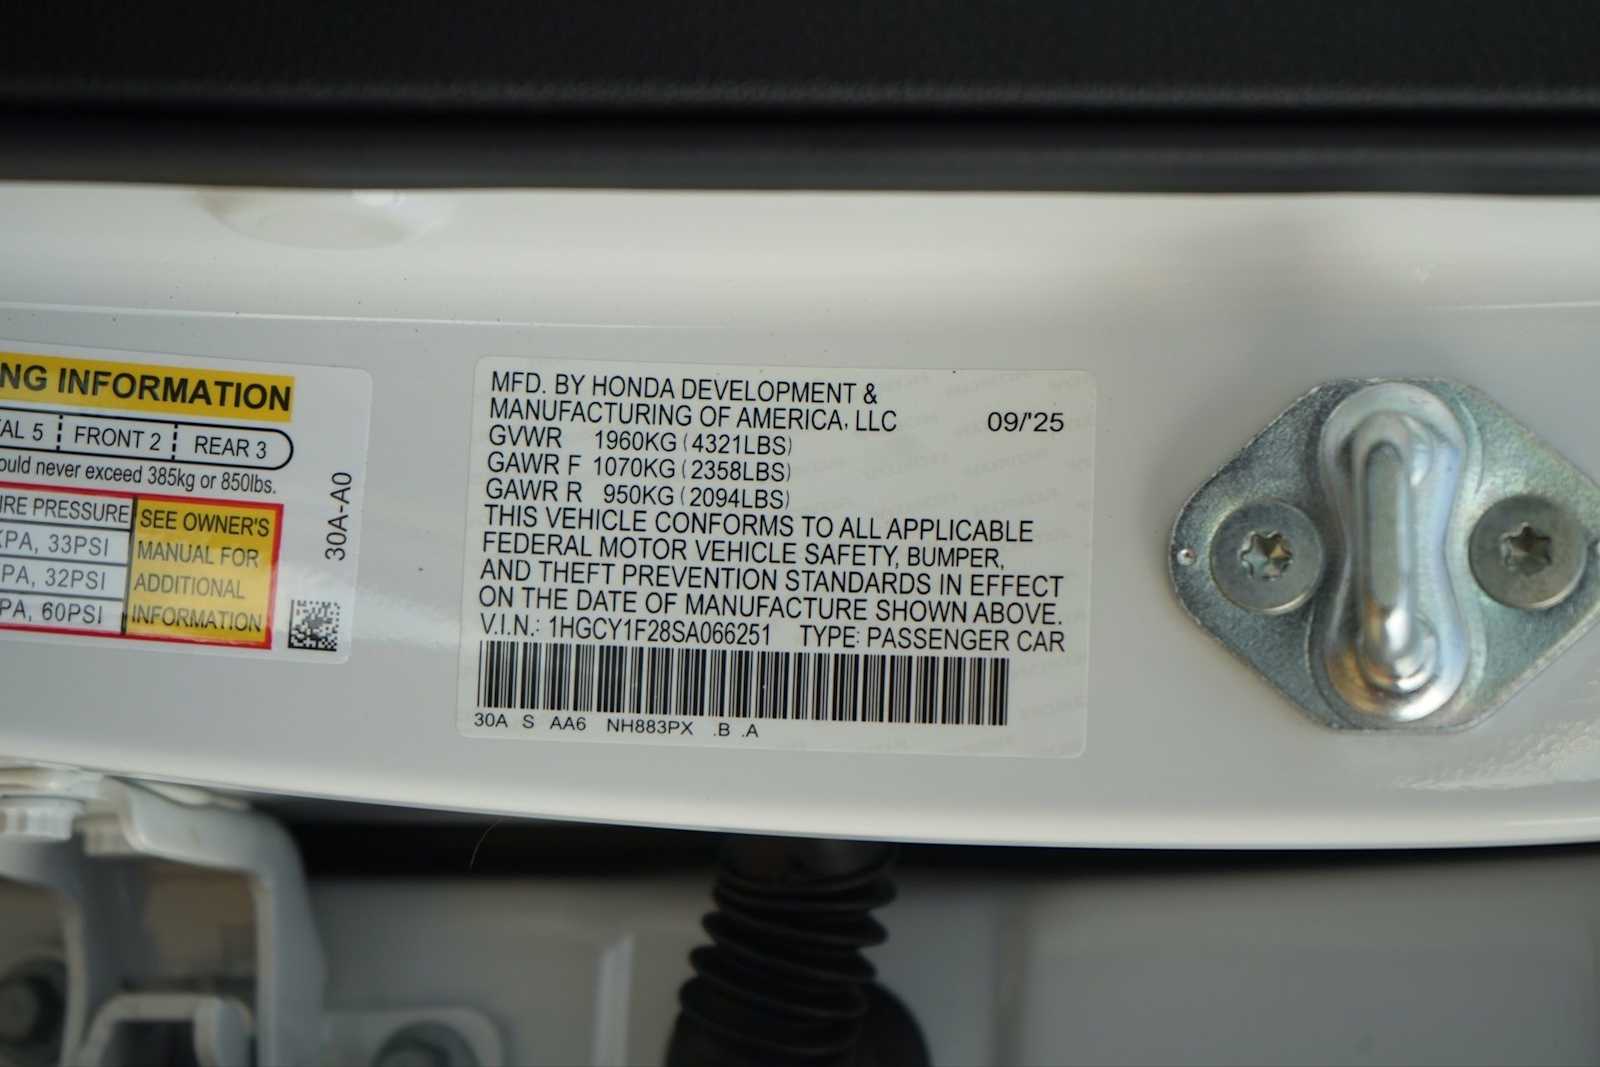 NG INFORMATION
AL 5 FRONT 2 REAR 3
ould never exceed 385kg or 850lbs.
IRE PRESSURE
KPA, 33PSI
PA, 32PSI
PA, 60PSI
SEE OWNER'S
MANUAL FOR
ADDITIONAL
INFORMATION
30A-A0
MFD. BY HONDA DEVELOPMENT &
MANUFACTURING OF AMERICA, LLC 09/'25
GVWR 1960KG (4321LBS)
GAWR F 1070KG (2358LBS)
GAWR R 950KG (2094LBS)
THIS VEHICLE CONFORMS TO ALL APPLICABLE
FEDERAL MOTOR VEHICLE SAFETY, BUMPER,
AND THEFT PREVENTION STANDARDS IN EFFECT
ON THE DATE OF MANUFACTURE SHOWN ABOVE.
V.I.N.: 1HGCY1F28SA066251 TYPE: PASSENGER CAR
30A S AA6 NH883PX .B .A